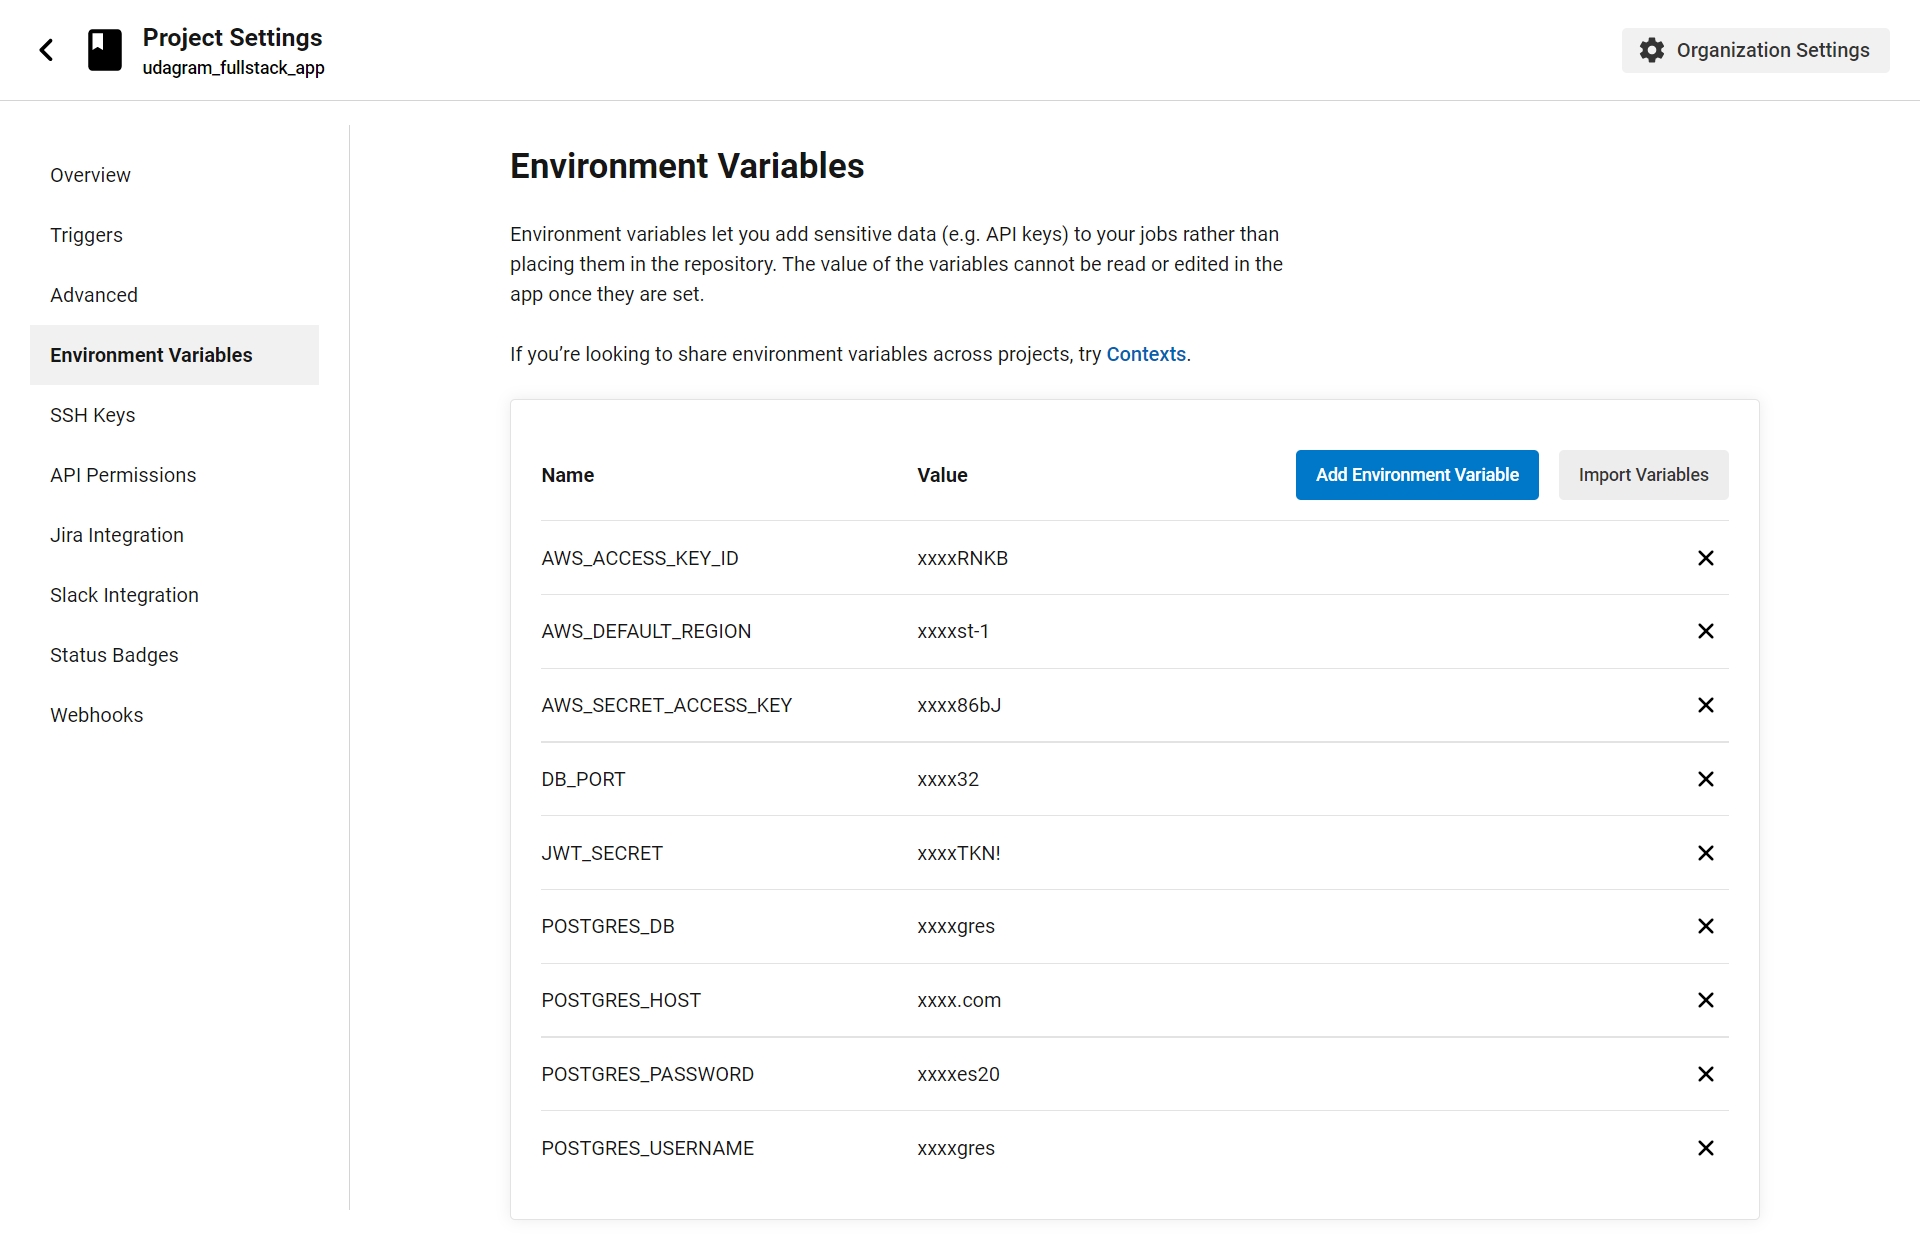 Project Settings
udagram_fullstack_app
Organization Settings
Overview
Triggers
Advanced
Environment Variables
SSH Keys
API Permissions
Jira Integration
Slack Integration
Status Badges
Webhooks
Environment Variables
Environment variables let you add sensitive data (e.g. API keys) to your jobs rather than
placing them in the repository. The value of the variables cannot be read or edited in the
app once they are set.
If you’re looking to share environment variables across projects, try Contexts.
Name Value Add Environment Variable Import Variables
AWS_ACCESS_KEY_ID xxxxRNKB
AWS_DEFAULT_REGION xxxxst-1
AWS_SECRET_ACCESS_KEY xxxx86bJ
DB_PORT xxxx32
JWT_SECRET xxxxTKN!
POSTGRES_DB xxxxgres
POSTGRES_HOST xxxx.com
POSTGRES_PASSWORD xxxxes20
POSTGRES_USERNAME xxxxgres